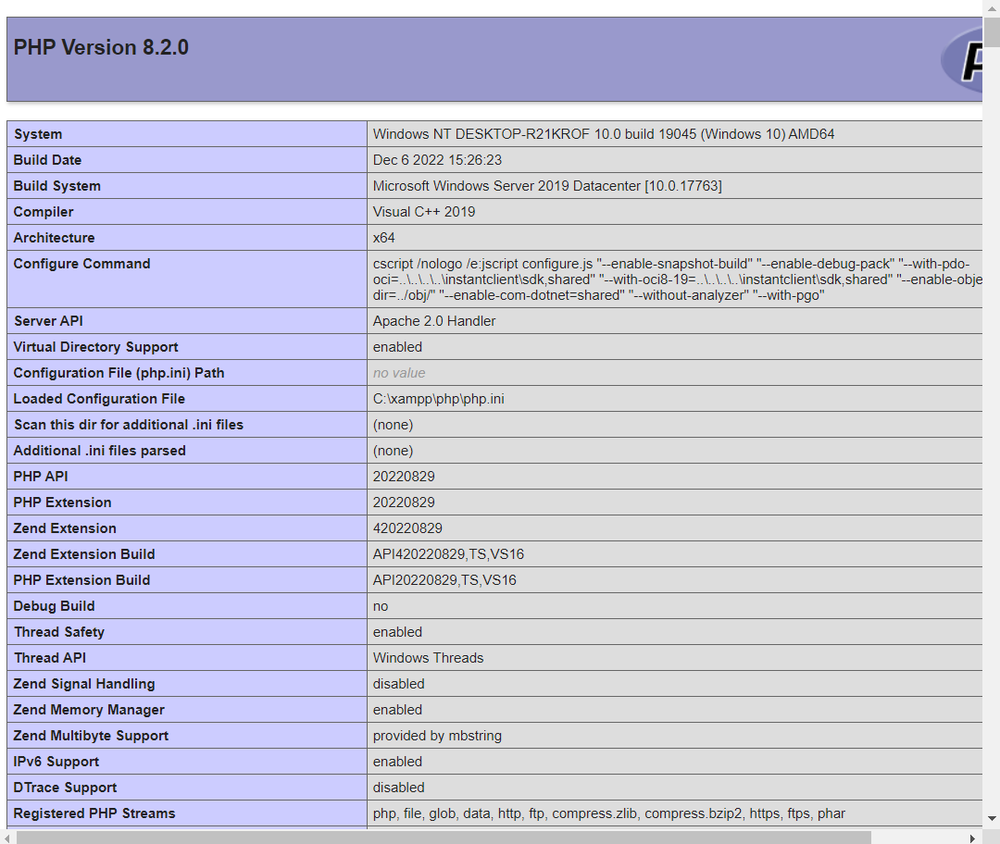 PHP Version 8.2.0
System Windows NT DESKTOP-R21KROF 10.0 build 19045 (Windows 10) AMD64
Build Date Dec 6 2022 15:26:23
Build System Microsoft Windows Server 2019 Datacenter [10.0.17763]
Compiler Visual C++ 2019
Architecture x64
Configure Command cscript /nologo /e:jscript configure.js "--enable-snapshot-build" "--enable-debug-pack" "--with-pdo-
oci=..\..\..\..\instantclient\sdk,shared" "--with-oci8-19=..\..\..\..\instantclient\sdk,shared" "--enable-obje
dir=../obj/" "--enable-com-dotnet=shared" "--without-analyzer" "--with-pgo"
Server API Apache 2.0 Handler
Virtual Directory Support enabled
Configuration File (php.ini) Path no value
Loaded Configuration File C:\xampp\php\php.ini
Scan this dir for additional .ini files (none)
Additional .ini files parsed (none)
PHP API 20220829
PHP Extension 20220829
Zend Extension 420220829
Zend Extension Build API420220829,TS,VS16
PHP Extension Build API20220829,TS,VS16
Debug Build no
Thread Safety enabled
Thread API Windows Threads
Zend Signal Handling disabled
Zend Memory Manager enabled
Zend Multibyte Support provided by mbstring
IPv6 Support enabled
DTrace Support disabled
Registered PHP Streams php, file, glob, data, http, ftp, compress.zlib, compress.bzip2, https, ftps, phar